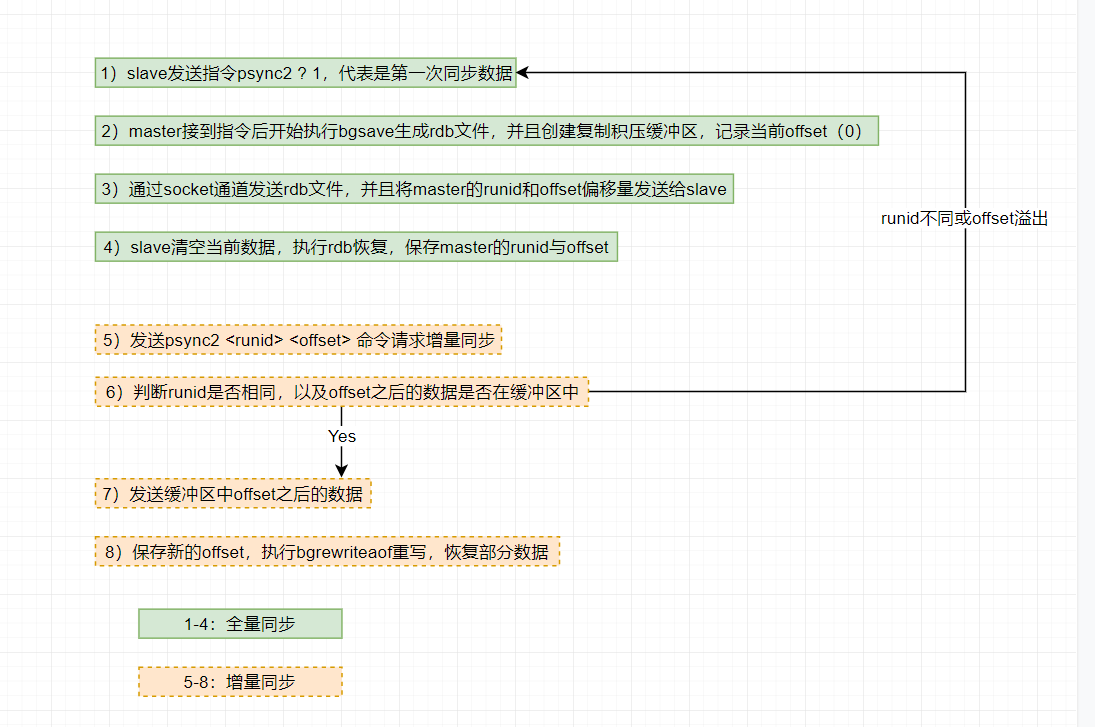 1）slave发送指令psync2 ? 1，代表是第一次同步数据
2）master接到指令后开始执行bgsave生成rdb文件，并且创建复制积压缓冲区，记录当前offset（0）
3）通过socket通道发送rdb文件，并且将master的runid和offset偏移量发送给slave
runid不同或offset溢出
4）slave清空当前数据，执行rdb恢复，保存master的runid与offset
5）发送psync2 <runid> <offset> 命令请求增量同步
6）判断runid是否相同，以及offset之后的数据是否在缓冲区中
Yes
7）发送缓冲区中offset之后的数据
8）保存新的offset，执行bgrewriteaof重写，恢复部分数据
1-4：全量同步
5-8：增量同步